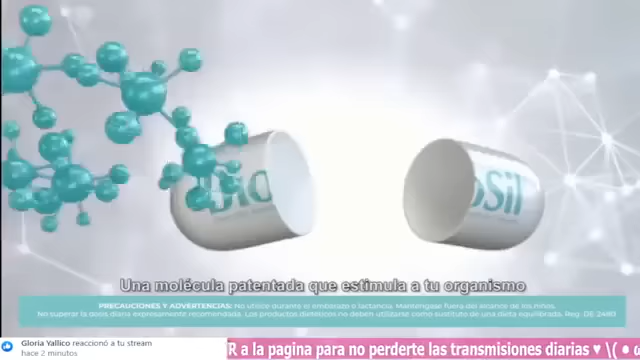 Bio
oSil
Una molécula patentada que estimula a tu organismo
PRECAUCIONES Y ADVERTENCIAS: No utilice durante el embarazo o lactancia. Manténgase fuera del alcance de los niños.
No superar la dosis diaria expresamente recomendada. Los productos dietéticos no deben utilizarse como sustituto de una dieta equilibrada. Reg. DE-2480
Gloria Yallico reaccionó a tu stream
hace 2 minutos
R a la pagina para no perderte las transmisiones diarias ♥ \(